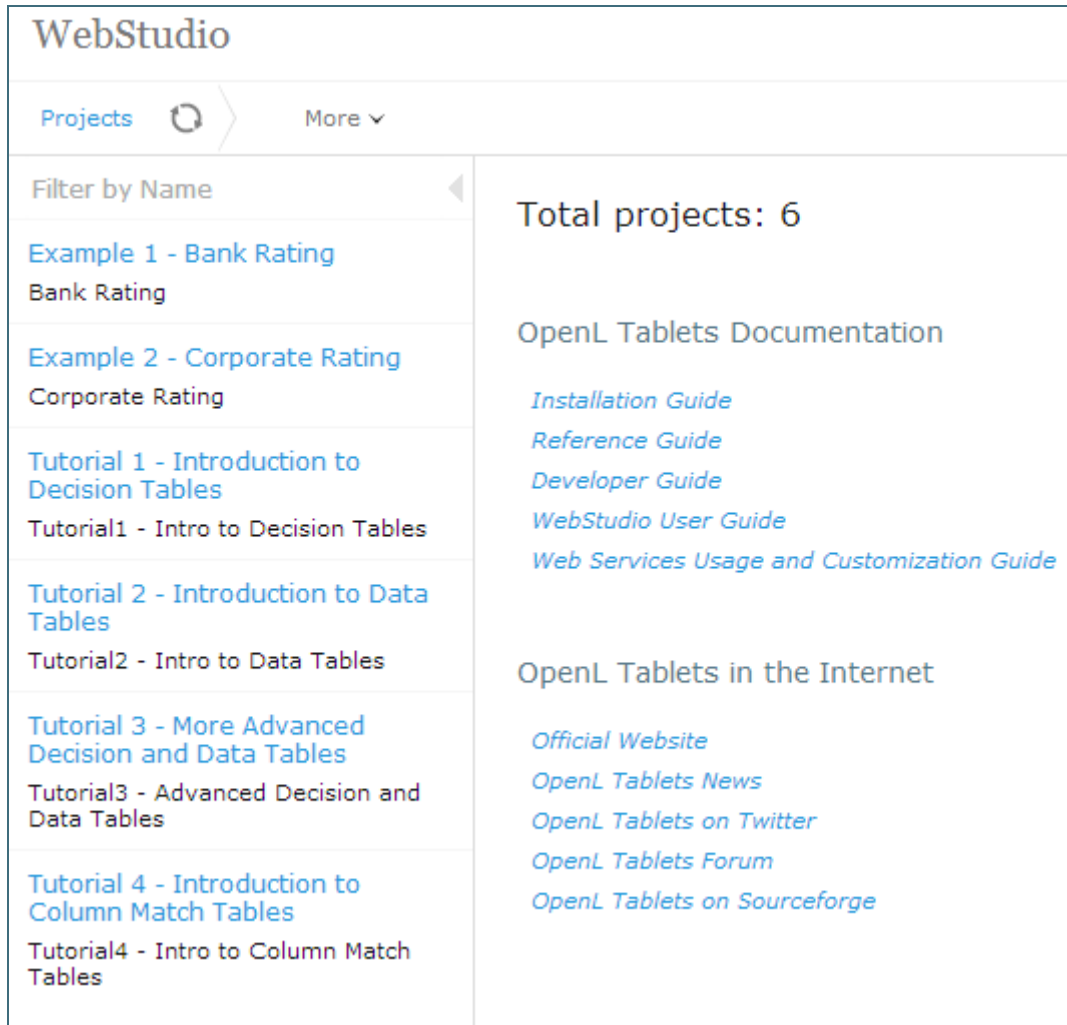 WebStudio
Projects
More
Filter by Name
Example 1 - Bank Rating
Bank Rating
Example 2 - Corporate Rating
Corporate Rating
Tutorial 1 - Introduction to
Decision Tables
Tutorial1 - Intro to Decision Tables
Tutorial 2 - Introduction to Data
Tables
Tutorial2 - Intro to Data Tables
Tutorial 3 - More Advanced
Decision and Data Tables
Tutorial3 - Advanced Decision and
Data Tables
Tutorial 4 - Introduction to
Column Match Tables
Tutorial4 - Intro to Column Match
Tables
Total projects: 6
OpenL Tablets Documentation
Installation Guide
Reference Guide
Developer Guide
WebStudio User Guide
Web Services Usage and Customization Guide
OpenL Tablets in the Internet
Official Website
OpenL Tablets News
OpenL Tablets on Twitter
OpenL Tablets Forum
OpenL Tablets on Sourceforge